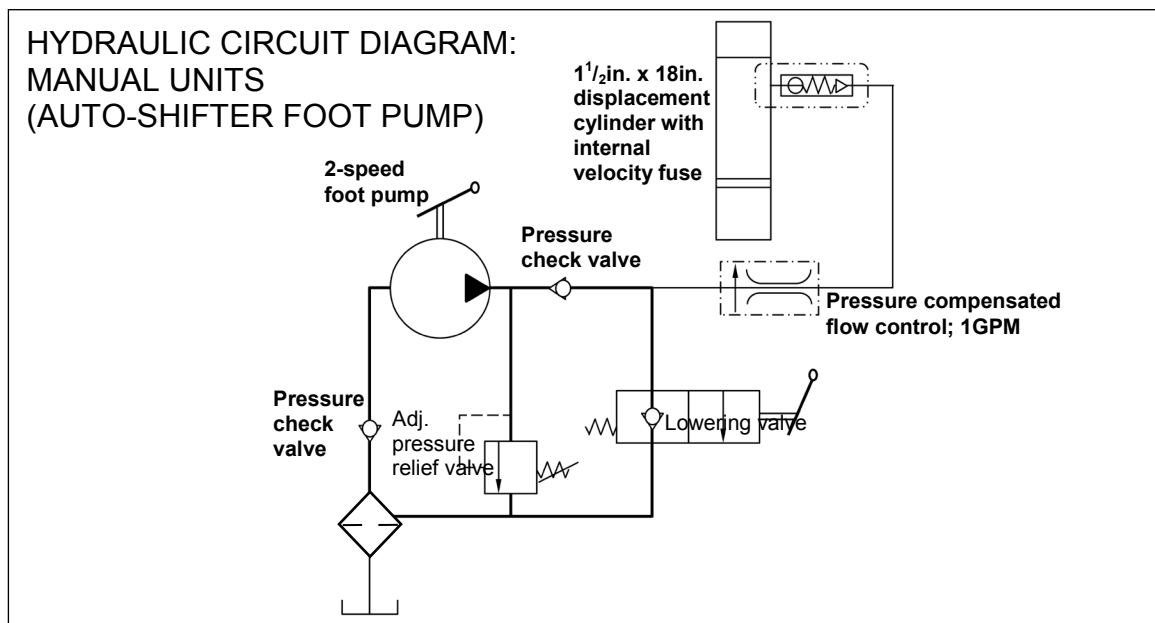 HYDRAULIC CIRCUIT DIAGRAM:
MANUAL UNITS
(AUTO-SHIFTER FOOT PUMP)
1 1/2in. x 18in.
displacement
cylinder with
internal
velocity fuse
2-speed
foot pump
Pressure
check valve
Pressure compensated
flow control; 1GPM
Pressure
check
valve
Adj.
pressure
relief valve
Lowering valve